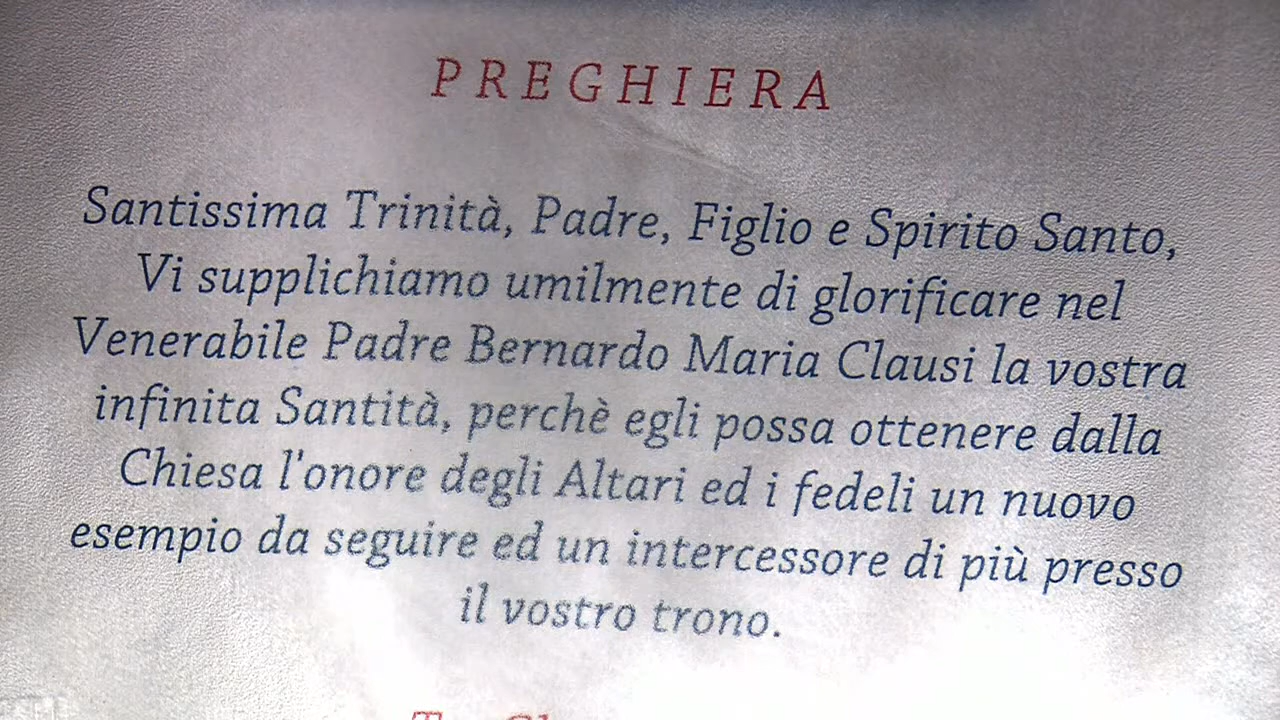 PREGHIERA
Santissima Trinità, Padre, Figlio e Spirito Santo,
Vi supplichiamo umilmente di glorificare nel
Venerabile Padre Bernardo Maria Clausi la vostra
infinita Santità, perchè egli possa ottenere dalla
Chiesa l'onore degli Altari ed i fedeli un nuovo
esempio da seguire ed un intercessore di più presso
il vostro trono.